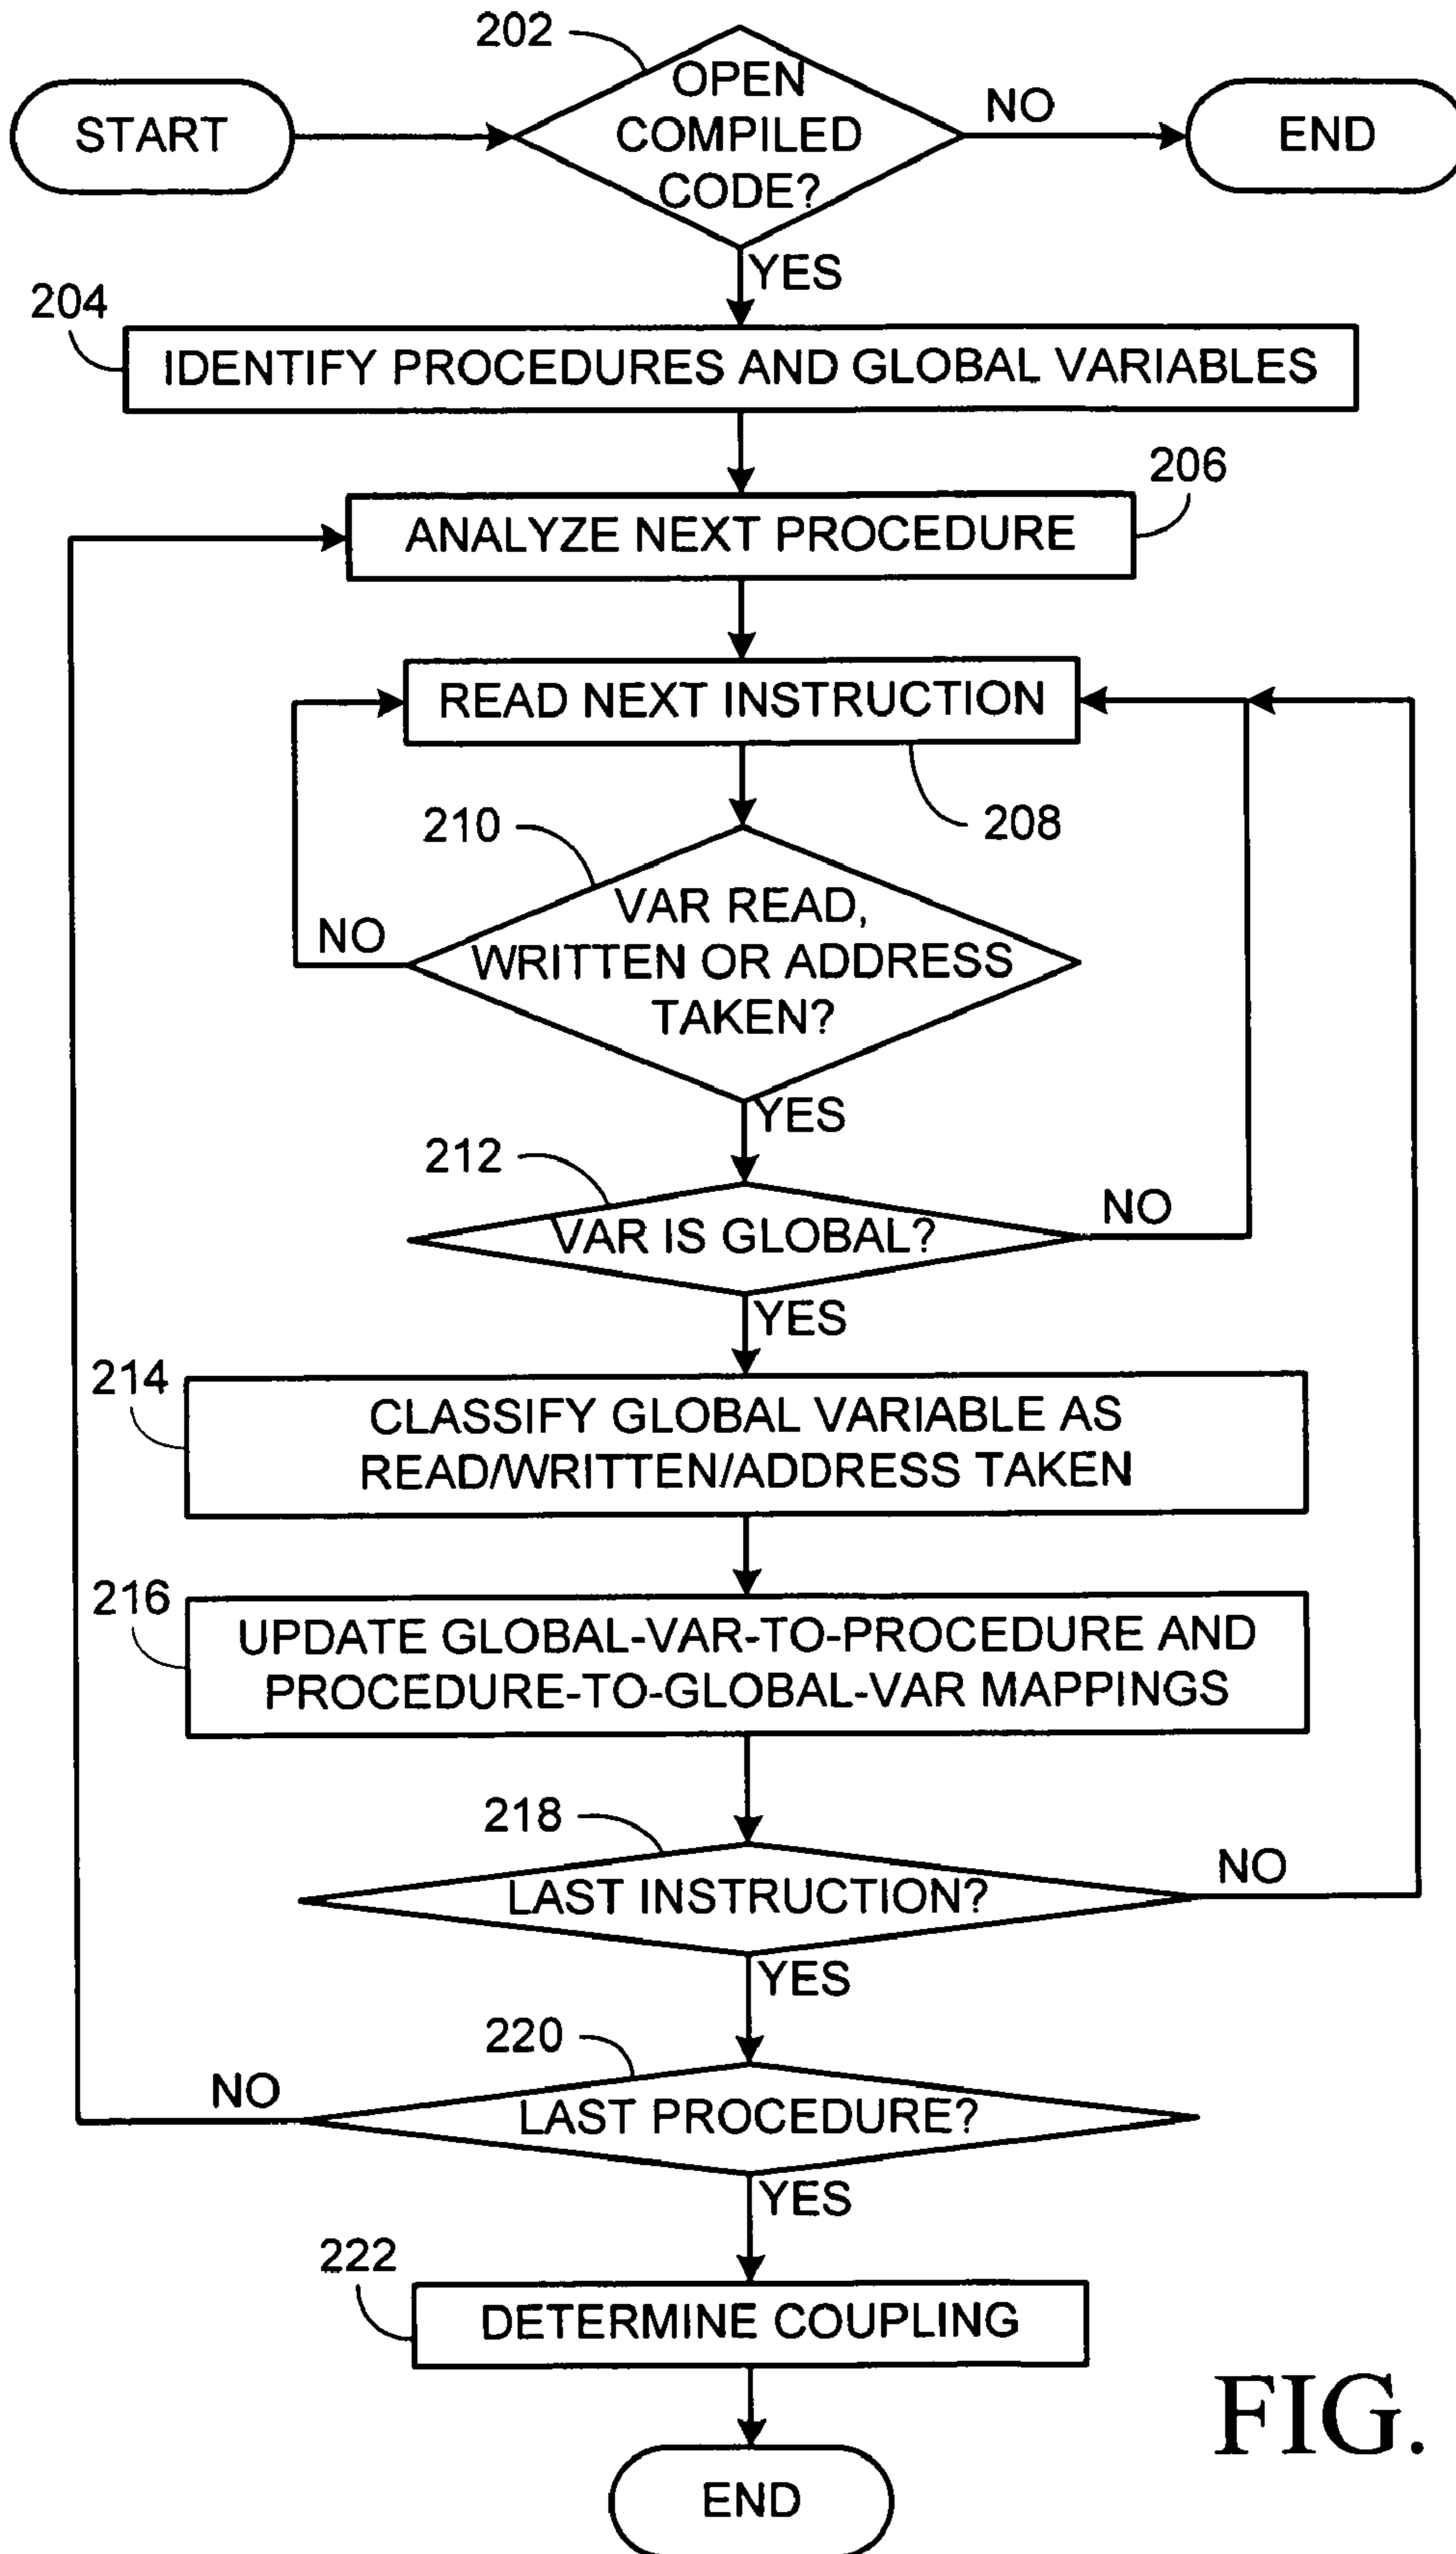 202
START
OPEN
COMPILED
CODE?
NO
END
YES
204
IDENTIFY PROCEDURES AND GLOBAL VARIABLES
206
ANALYZE NEXT PROCEDURE
READ NEXT INSTRUCTION
208
210
VAR READ,
WRITTEN OR ADDRESS
TAKEN?
NO
YES
212
VAR IS GLOBAL?
NO
YES
214
CLASSIFY GLOBAL VARIABLE AS
READ/WRITTEN/ADDRESS TAKEN
216
UPDATE GLOBAL-VAR-TO-PROCEDURE AND
PROCEDURE-TO-GLOBAL-VAR MAPPINGS
218
LAST INSTRUCTION?
NO
YES
220
NO
LAST PROCEDURE?
YES
222
DETERMINE COUPLING
FIG.
END